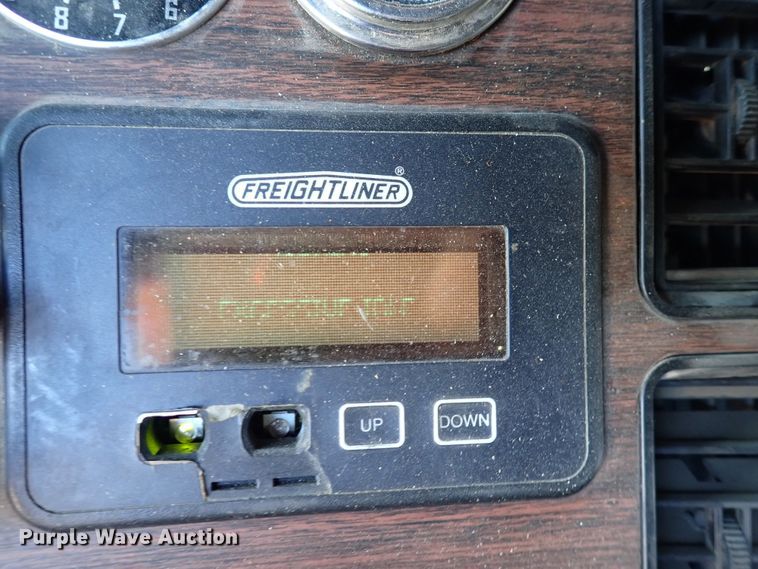 8 7 6
FREIGHTLINER®
UP DOWN
Purple Wave Auction